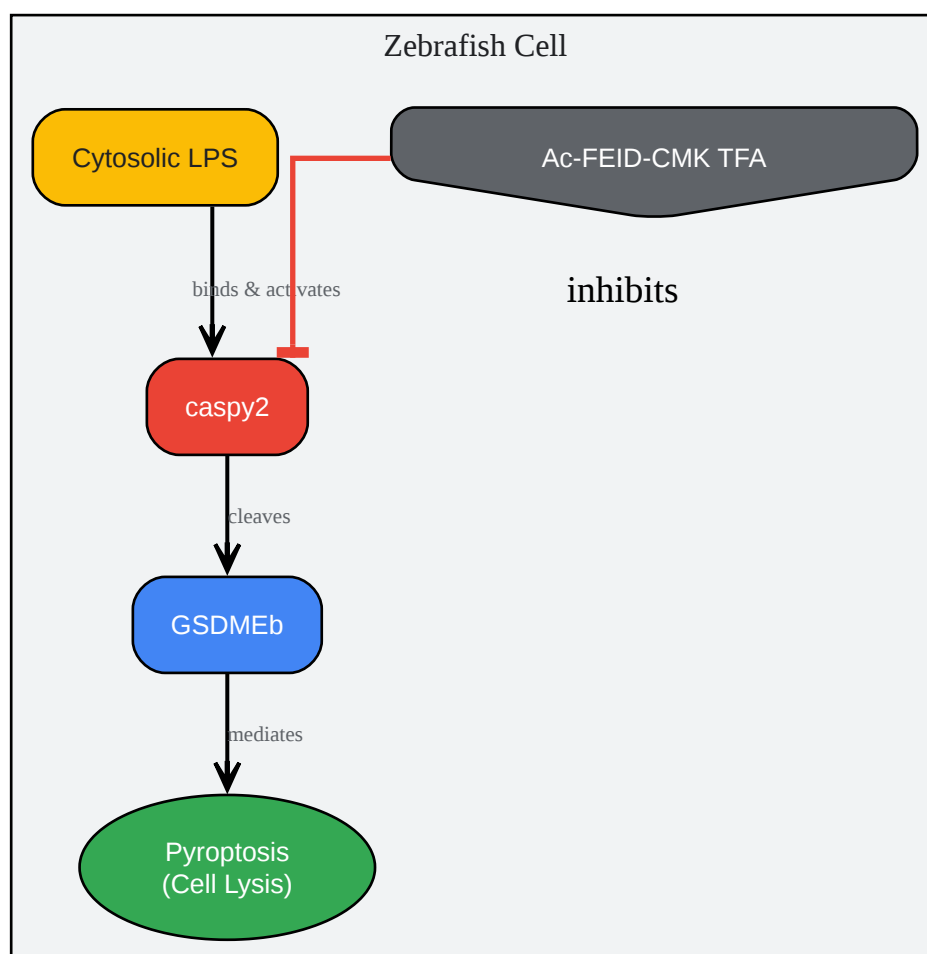 Zebrafish Cell
Cytosolic LPS
Ac-FEID-CMK TFA
binds & activates
inhibits
caspy2
cleaves
GSDMEb
mediates
Pyroptosis
(Cell Lysis)